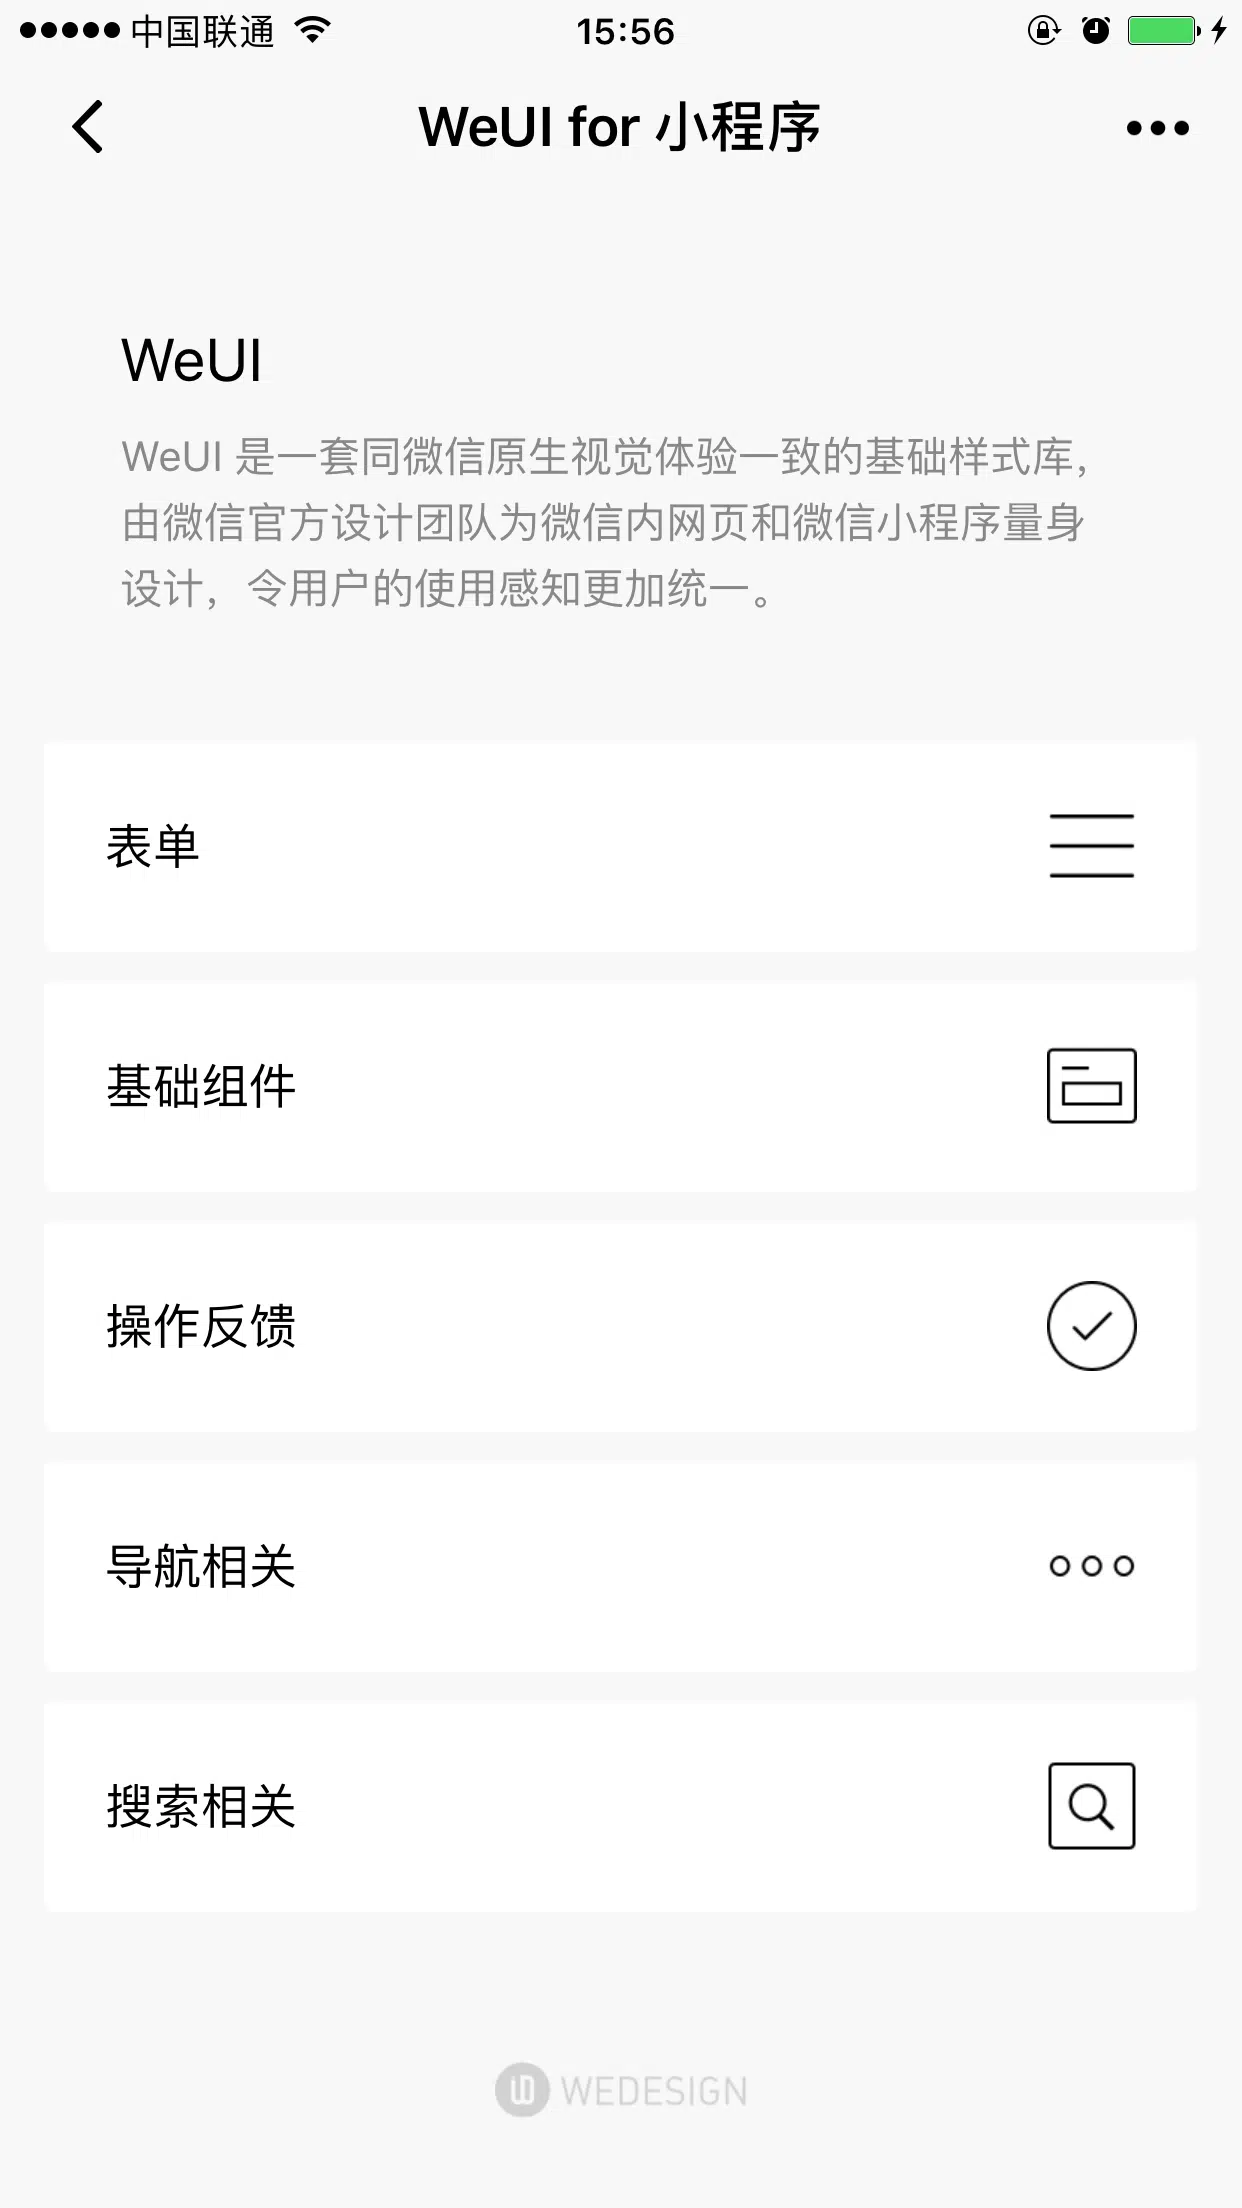 中国联通
15:56
WeUI for 小程序
WeUI
WeUI 是一套同微信原生视觉体验一致的基础样式库，
由微信官方设计团队为微信内网页和微信小程序量身
设计，令用户的使用感知更加统一。
表单
基础组件
操作反馈
导航相关
搜索相关
WEDESIGN